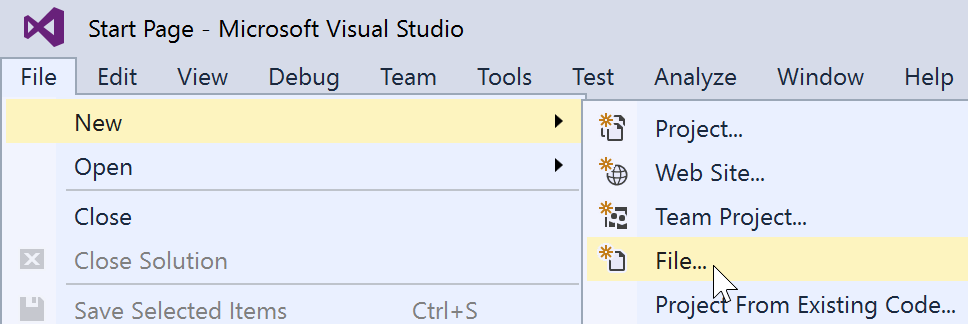 Start Page - Microsoft Visual Studio
File Edit View Debug Team Tools Test Analyze Window Help
New
Open
Close
Close Solution
Save Selected Items Ctrl+S
Project...
Web Site...
Team Project...
File...
Project From Existing Code...